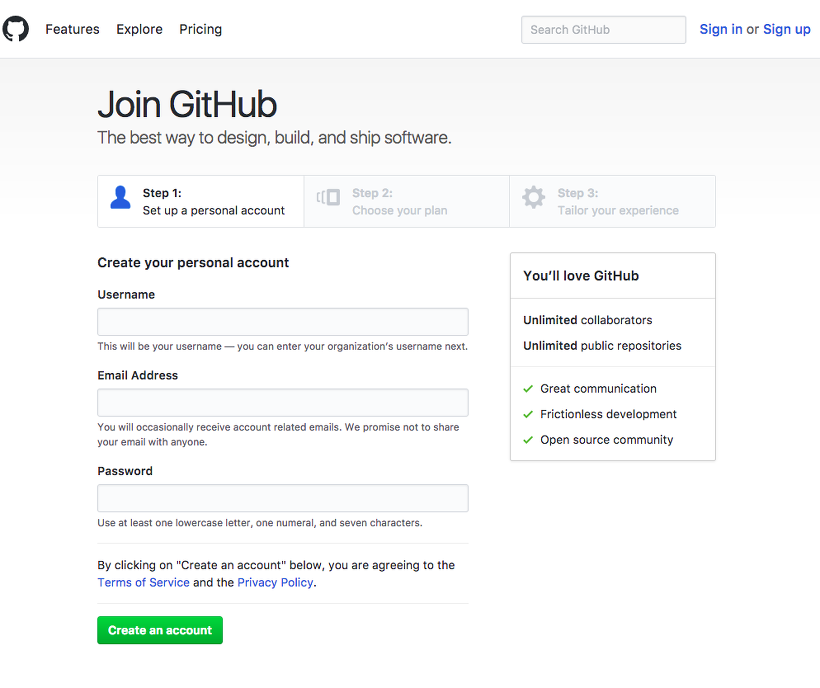 Features Explore Pricing Search GitHub Sign in or Sign up
Join GitHub
The best way to design, build, and ship software.
Step 1:
Set up a personal account
Step 2:
Choose your plan
Step 3:
Tailor your experience
Create your personal account
Username
This will be your username — you can enter your organization's username next.
Email Address
You will occasionally receive account related emails. We promise not to share
your email with anyone.
Password
Use at least one lowercase letter, one numeral, and seven characters.
By clicking on "Create an account" below, you are agreeing to the
Terms of Service and the Privacy Policy.
Create an account
You'll love GitHub
Unlimited collaborators
Unlimited public repositories
Great communication
Frictionless development
Open source community